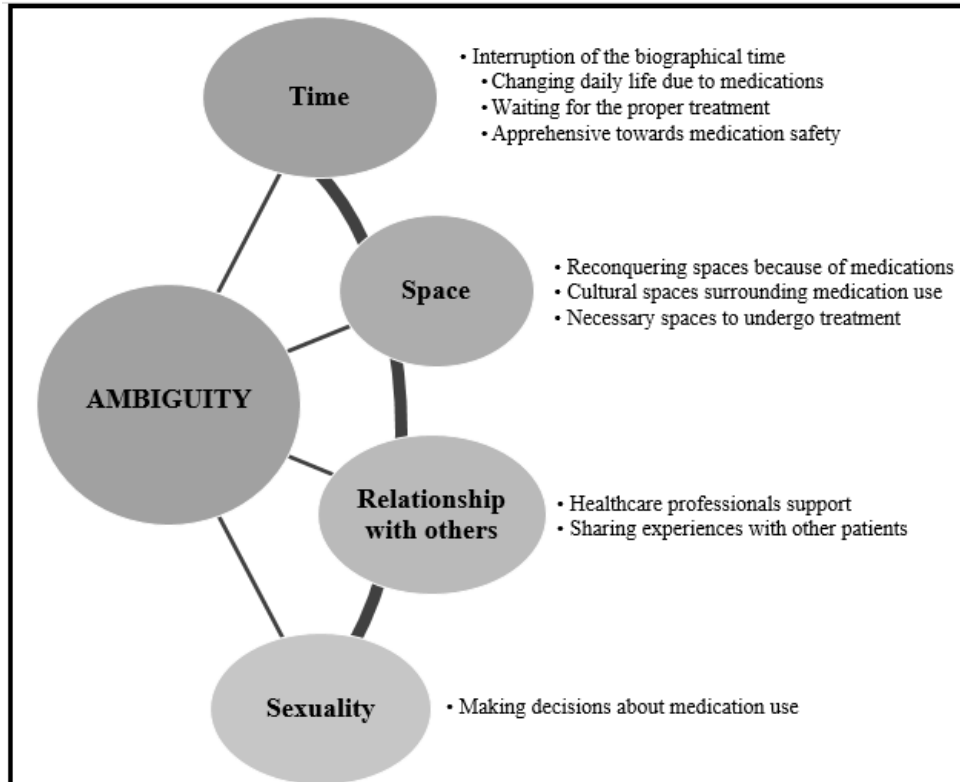 Time
• Interruption of the biographical time
• Changing daily life due to medications
• Waiting for the proper treatment
• Apprehensive towards medication safety
Space
• Reconquering spaces because of medications
• Cultural spaces surrounding medication use
• Necessary spaces to undergo treatment
AMBIGUITY
Relationship
with others
• Healthcare professionals support
• Sharing experiences with other patients
Sexuality
• Making decisions about medication use